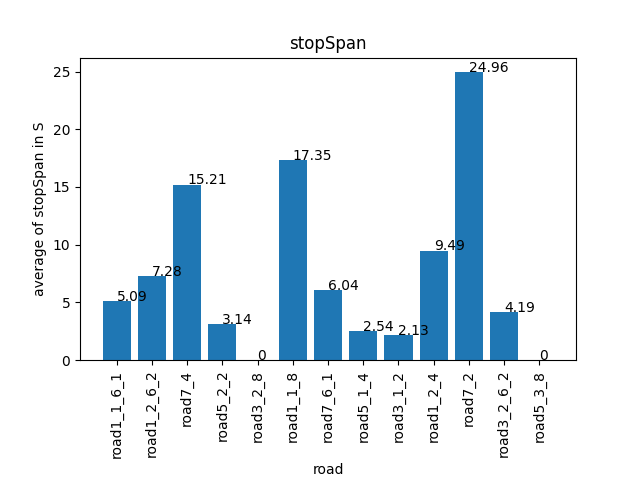 stopSpan
average of stopSpan in S
25
20
15
10
5
0
5.09
7.28
15.21
3.14
0
17.35
6.04
2.54
2.13
9.49
24.96
4.19
0
road1_1_6_1
road1_2_6_2
road7_4
road5_2_2
road3_2_8
road1_1_8
road7_6_1
road5_1_4
road3_1_2
road1_2_4
road7_2
road3_2_6_2
road5_3_8
road